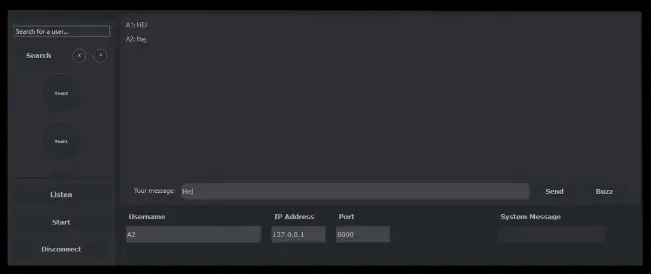 Search for a user...
Search
X
>
Test2
Test1
Listen
Start
Disconnect
A1: HEJ
A2: Hej
Your message: Hej
Send
Buzz
Username
IP Address
Port
System Message
A2
127.0.0.1
8000